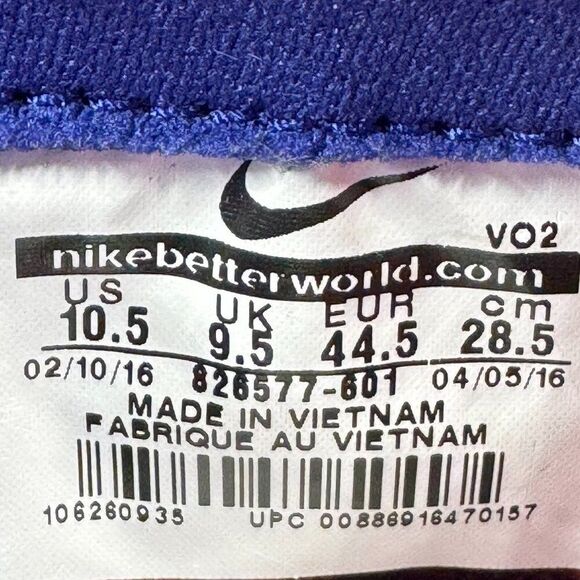 VO2
nikebetterworld.com
US UK EUR cm
10.5 9.5 44.5 28.5
02/10/16 826577-601 04/05/16
MADE IN VIETNAM
FABRIQUE AU VIETNAM
106260935 UPC 00886916470157